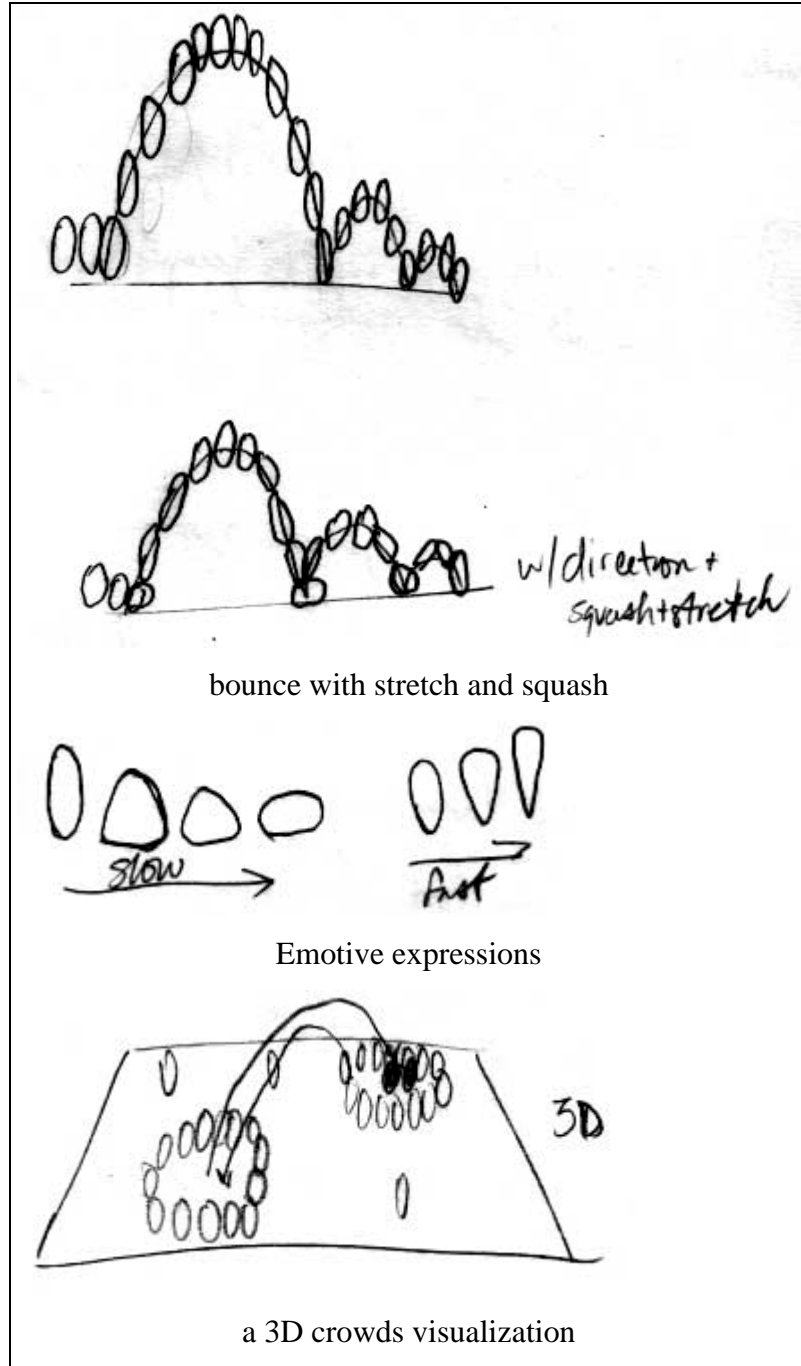 w/direction +
squash+stretch
bounce with stretch and squash
slow
fast
Emotive expressions
3D
a 3D crowds visualization